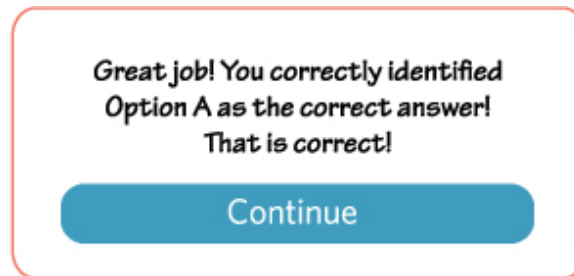 Great job! You correctly identified
Option A as the correct answer!
That is correct!
Continue